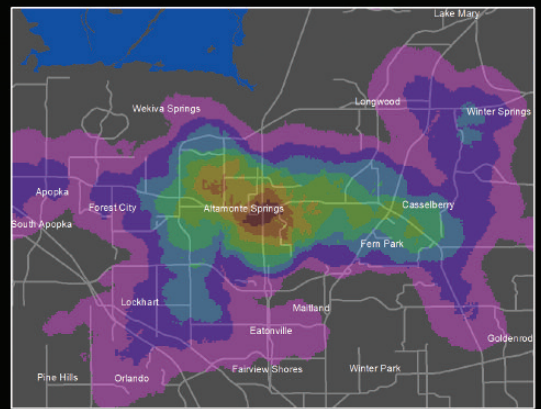 Lake Mary
Longwood
Wekiva Springs
Winter Springs
Apopka
Forest City
Altamonte Springs
Casselberry
South Apopka
Fern Park
Lockhart
Maitland
Eatonville
Goldenrod
Fairview Shores
Winter Park
Pine Hills
Orlando